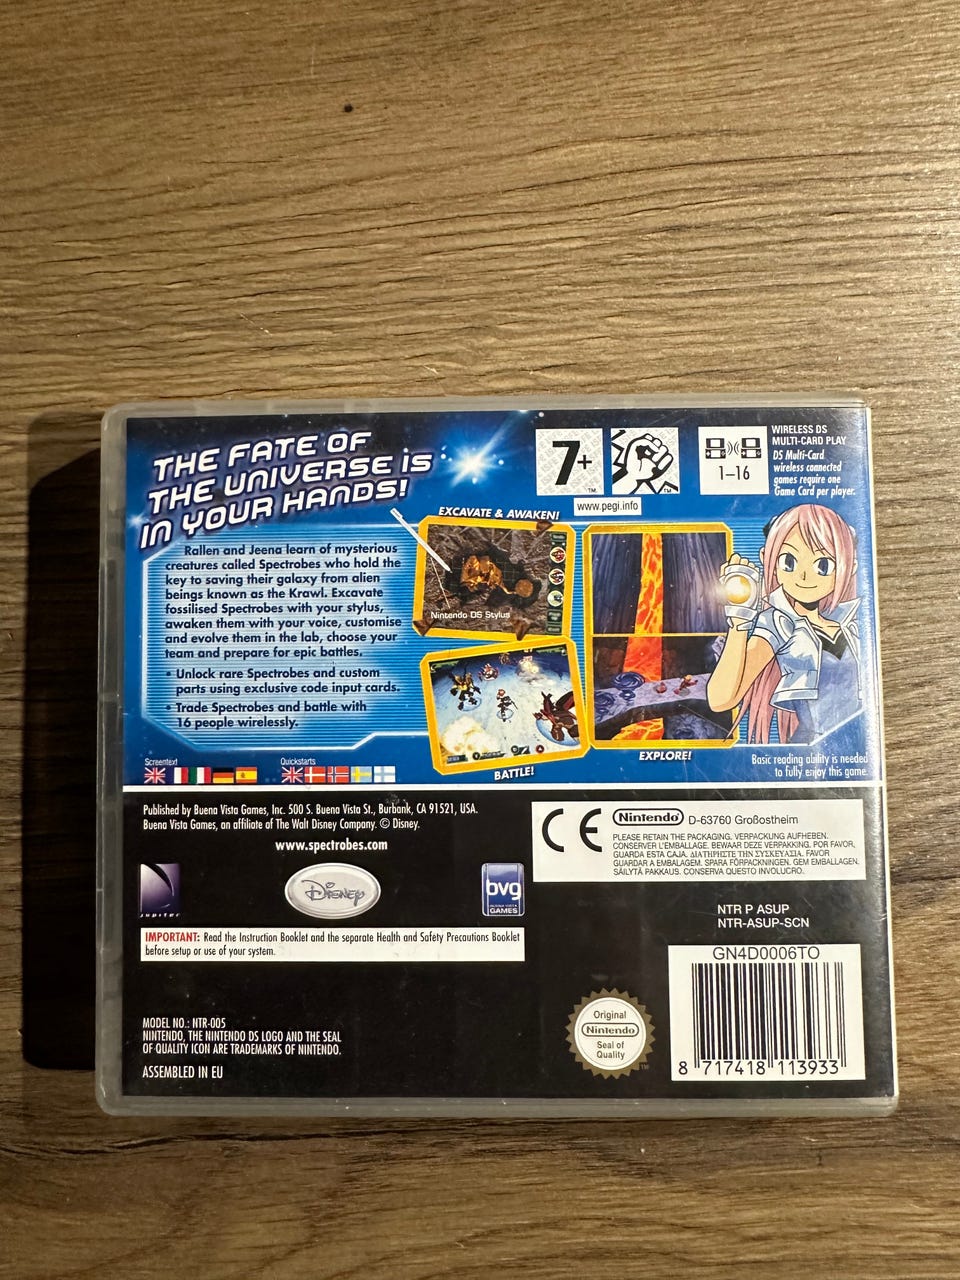 THE FATE OF
THE UNIVERSE IS
IN YOUR HANDS!
Rallen and Jeena learn of mysterious
creatures called Spectrobes who hold the
key to saving their galaxy from alien
beings known as the Krawl. Excavate
fossilised Spectrobes with your stylus,
awaken them with your voice, customise
and evolve them in the lab, choose your
team and prepare for epic battles.
• Unlock rare Spectrobes and custom
parts using exclusive code input cards.
• Trade Spectrobes and battle with
16 people wirelessly.
7+
TM
TM
www.pegi.info
1–16
WIRELESS DS
MULTI-CARD PLAY
DS Multi-Card
wireless connected
games require one
Game Card per player.
EXCAVATE & AWAKEN!
Nintendo DS Stylus
BATTLE!
EXPLORE!
Basic reading ability is needed
to fully enjoy this game.
Screentext
Quickstarts
Published by Buena Vista Games, Inc. 500 S. Buena Vista St., Burbank, CA 91521, USA.
Buena Vista Games, an affiliate of The Walt Disney Company. © Disney.
www.spectrobes.com
jupiter
Disney
bvg
BUENA VISTA
GAMES
IMPORTANT: Read the Instruction Booklet and the separate Health and Safety Precautions Booklet
before setup or use of your system.
CE
Nintendo D-63760 Großostheim
PLEASE RETAIN THE PACKAGING. VERPACKUNG AUFHEBEN.
CONSERVER L'EMBALLAGE. BEWAAR DEZE VERPAKKING. POR FAVOR,
GUARDA ESTA CAJA. ΔΙΑΤΗΡΗΣΤΕ ΤΗΝ ΣΥΣΚΕΥΑΣΙΑ. FAVOR
GUARDAR A EMBALAGEM. SPARA FÖRPACKNINGEN. GEM EMBALLAGEN.
SÄILYTÄ PAKKAUS. CONSERVA QUESTO INVOLUCRO.
NTR P ASUP
NTR-ASUP-SCN
GN4D0006TO
8 717418 113933
Original
Nintendo
Seal of
Quality
TM
MODEL NO.: NTR-005
NINTENDO, THE NINTENDO DS LOGO AND THE SEAL
OF QUALITY ICON ARE TRADEMARKS OF NINTENDO.
ASSEMBLED IN EU